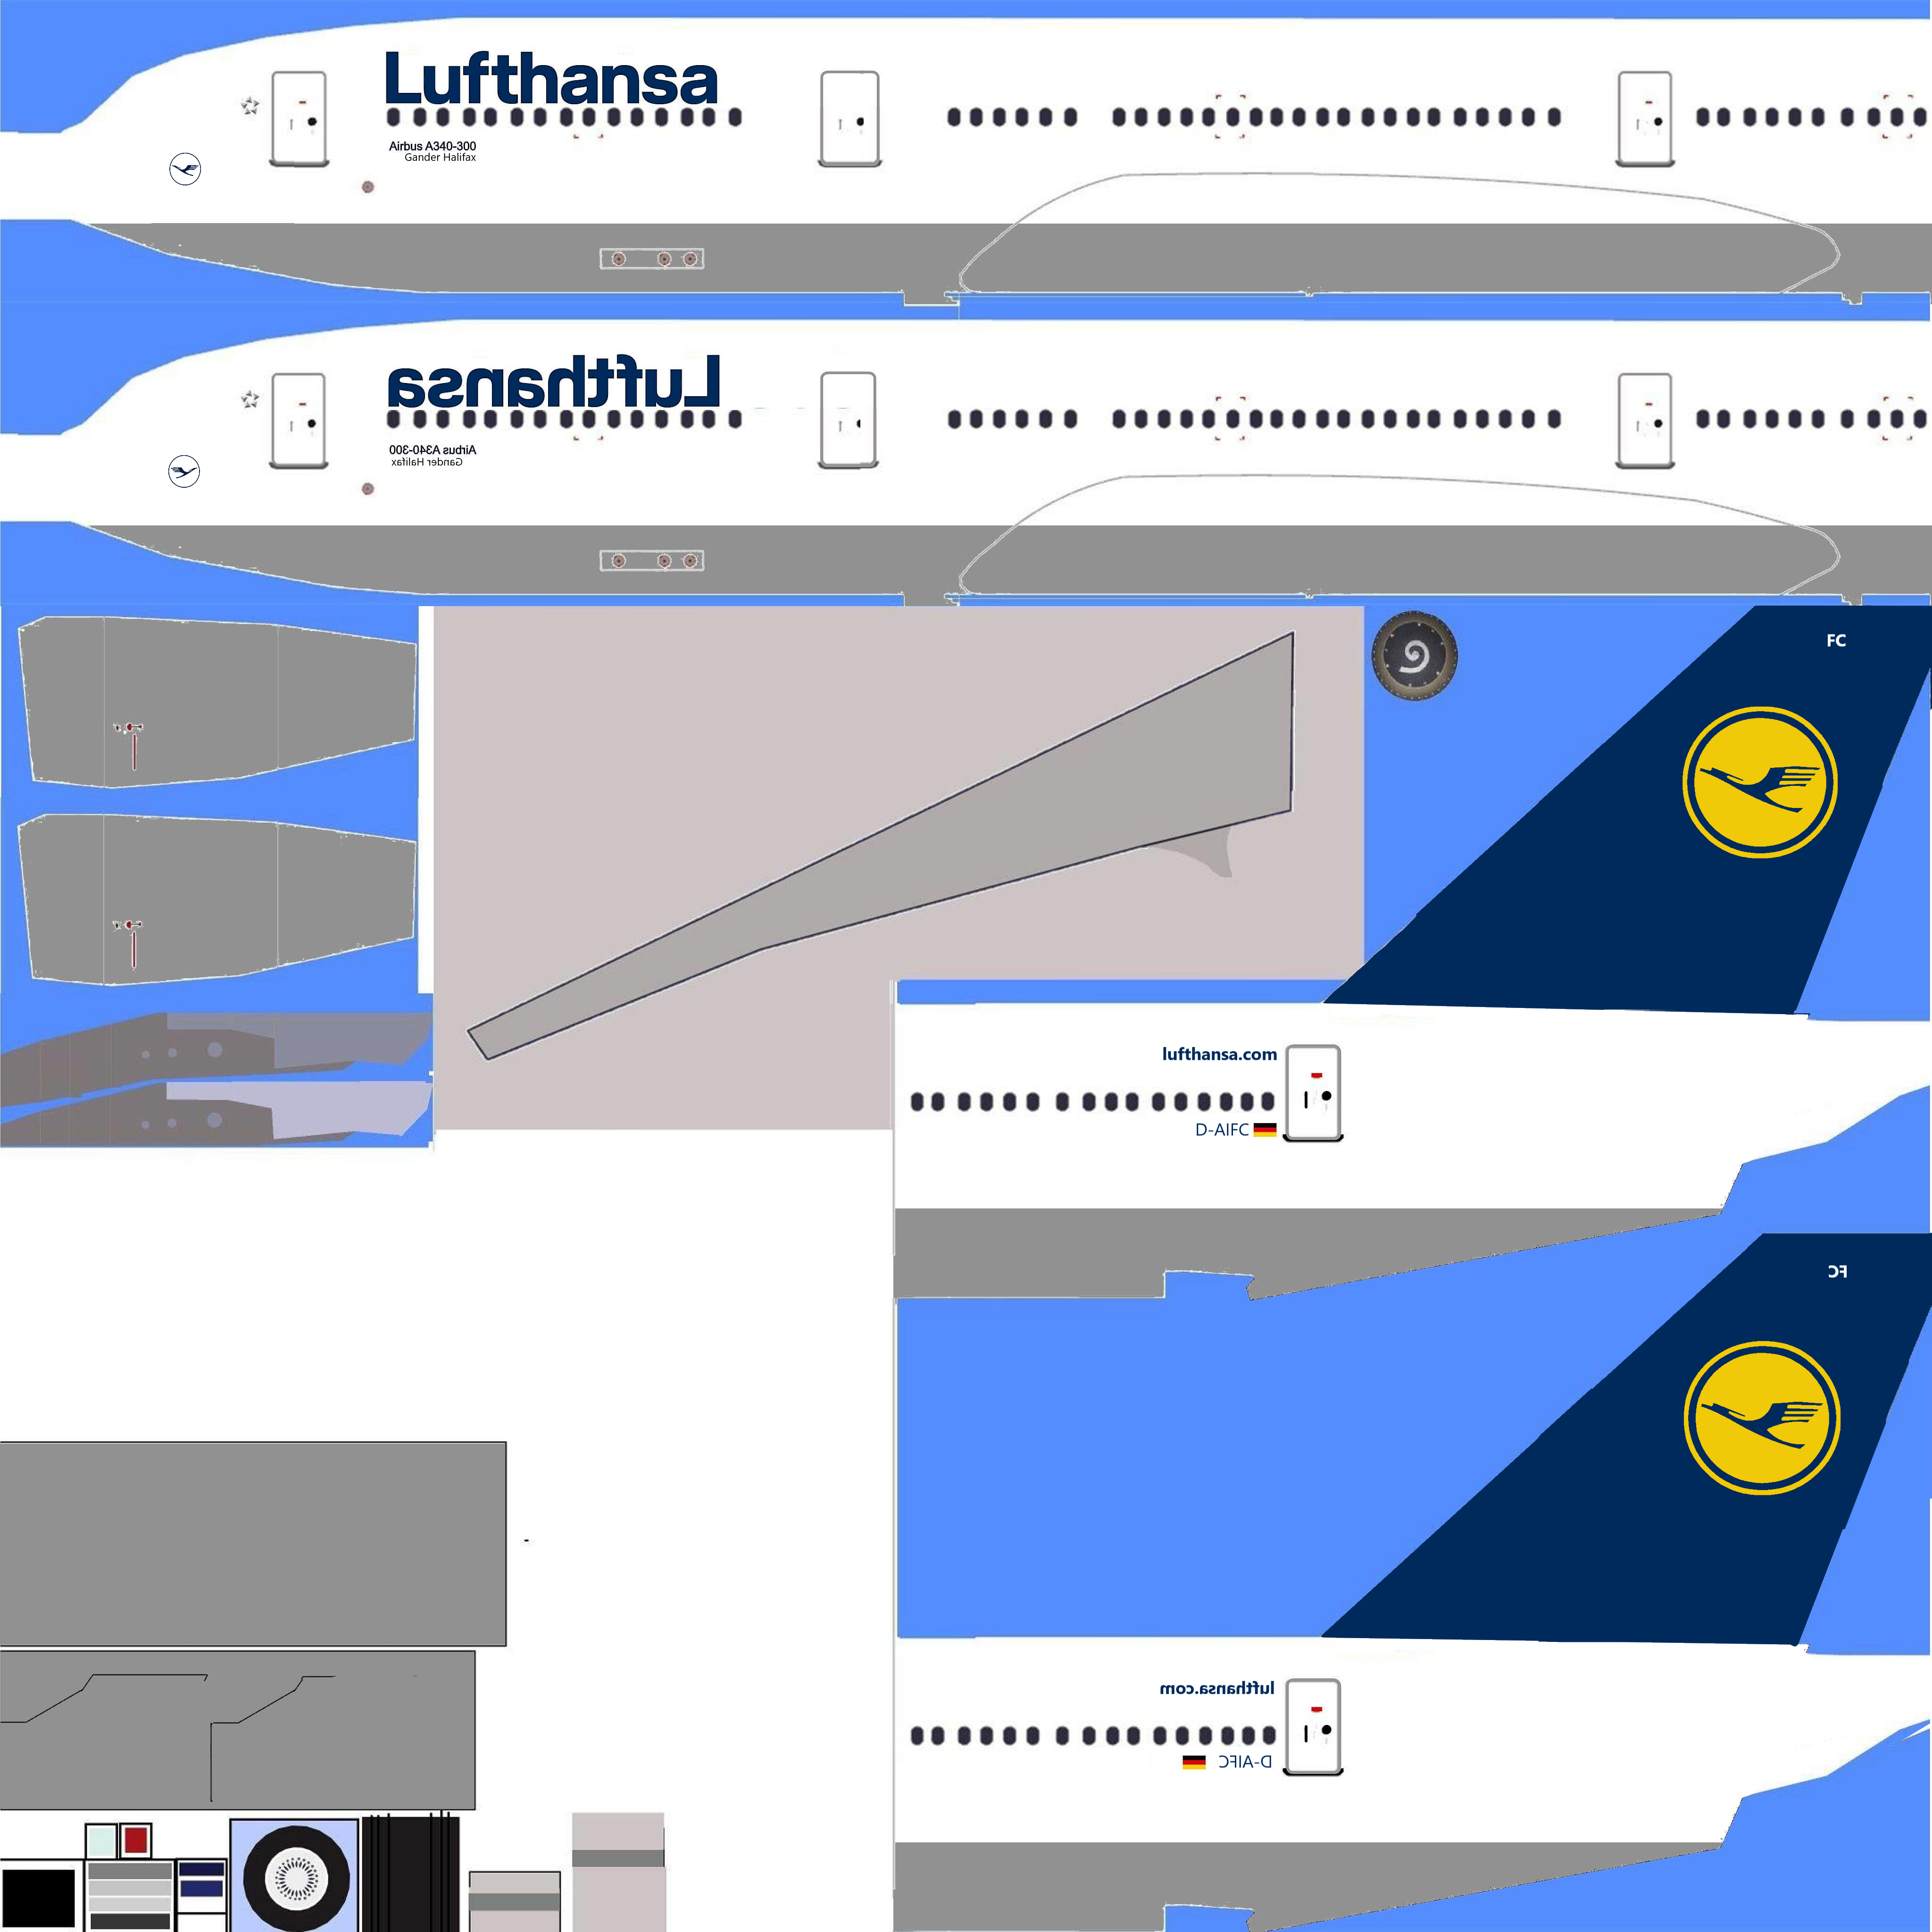 Lufthansa
Airbus A340-300
Gander Halifax
Lufthansa
Airbus A340-300
Gander Halifax
FC
lufthansa.com
D-AIFC
FC
lufthansa.com
D-AIFC